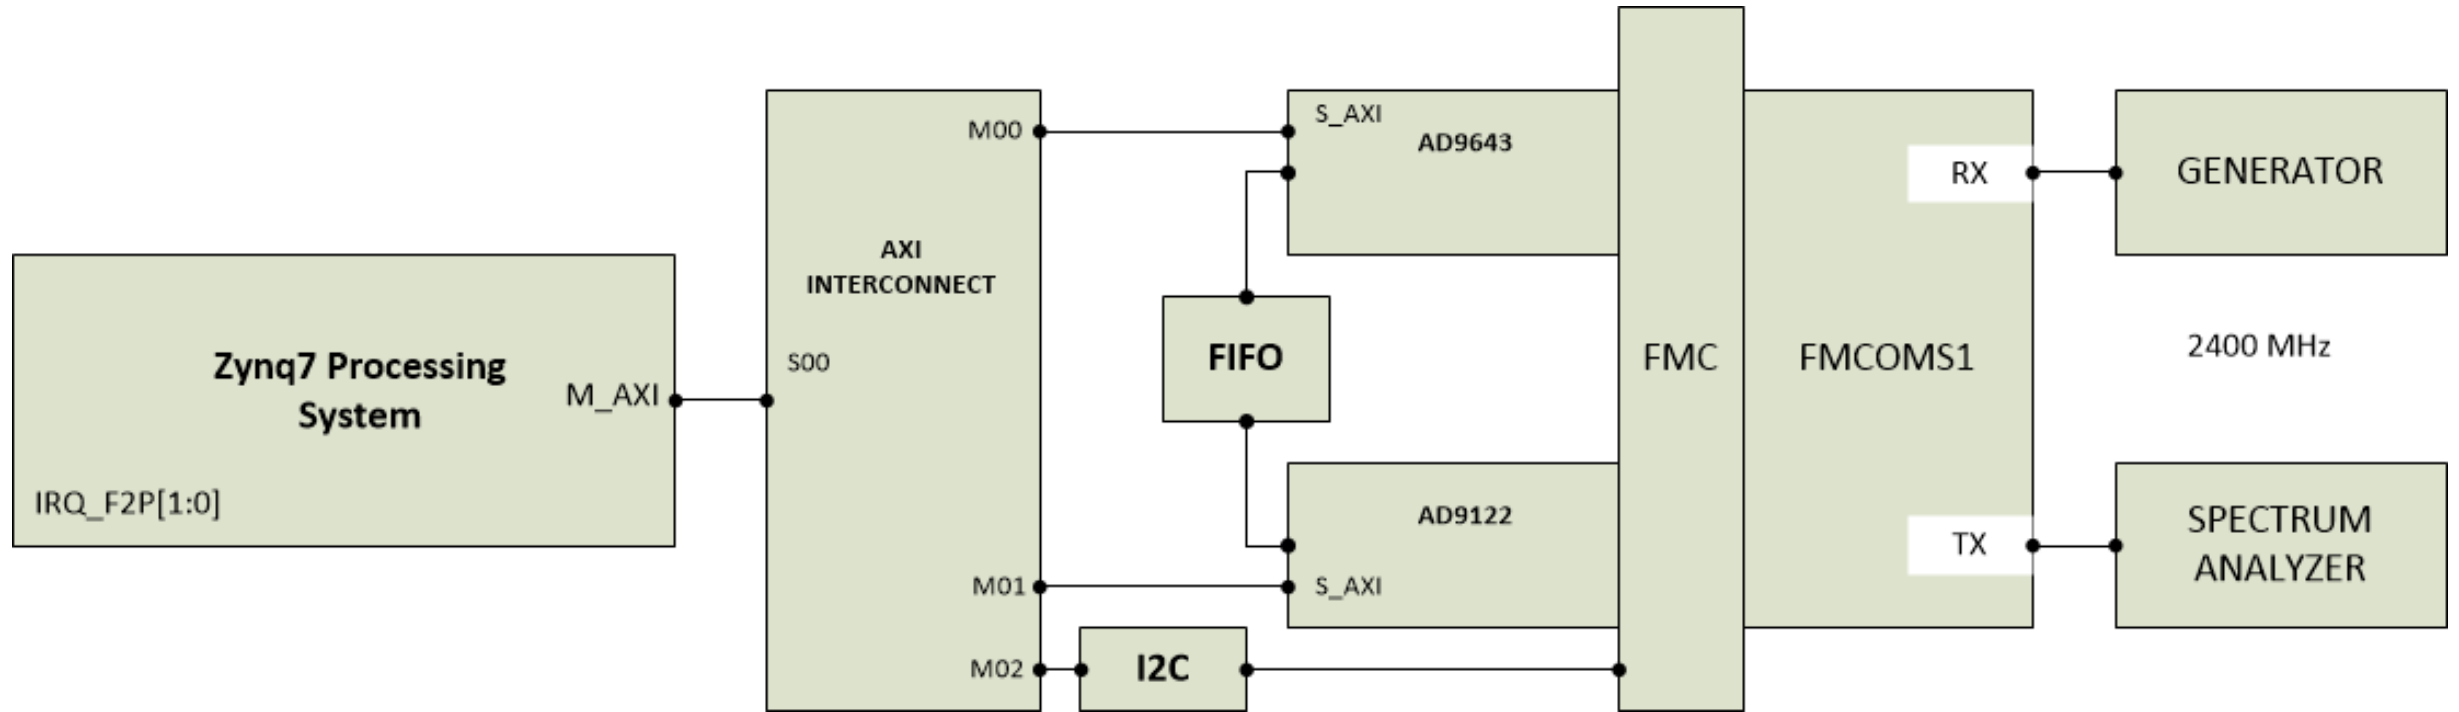 Zynq7 Processing
System
M_AXI
IRQ_F2P[1:0]
M00
AXI
INTERCONNECT
S00
M01
M02
S_AXI
AD9643
FIFO
AD9122
S_AXI
I2C
FMC
FMCOMS1
RX
TX
GENERATOR
2400 MHz
SPECTRUM
ANALYZER